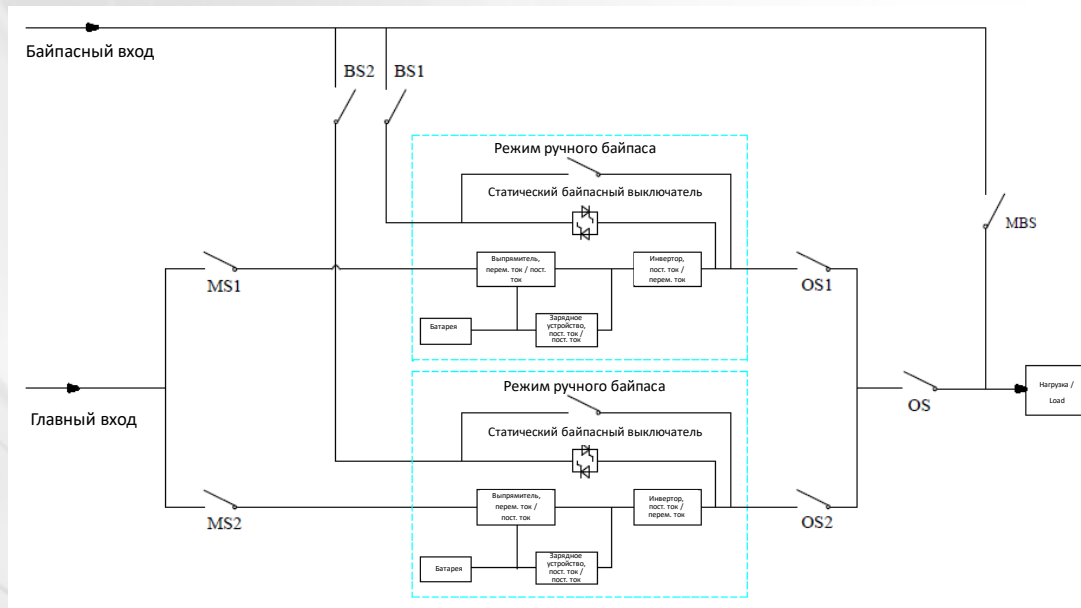 Байпасный вход
BS2
BS1
Режим ручного байпаса
Статический байпасный выключатель
MBS
Выпрямитель,
перем. ток / пост.
ток
Инвертор,
пост. ток /
перем. ток
MS1
OS1
Батарея
Зарядное
устройство,
пост. ток /
пост. ток
Режим ручного байпаса
Нагрузка /
Load
OS
Главный вход
Статический байпасный выключатель
Выпрямитель,
перем. ток /
пост. ток
Инвертор,
пост. ток /
перем. ток
MS2
OS2
Батарея
Зарядное
устройство,
пост. ток /
пост. ток